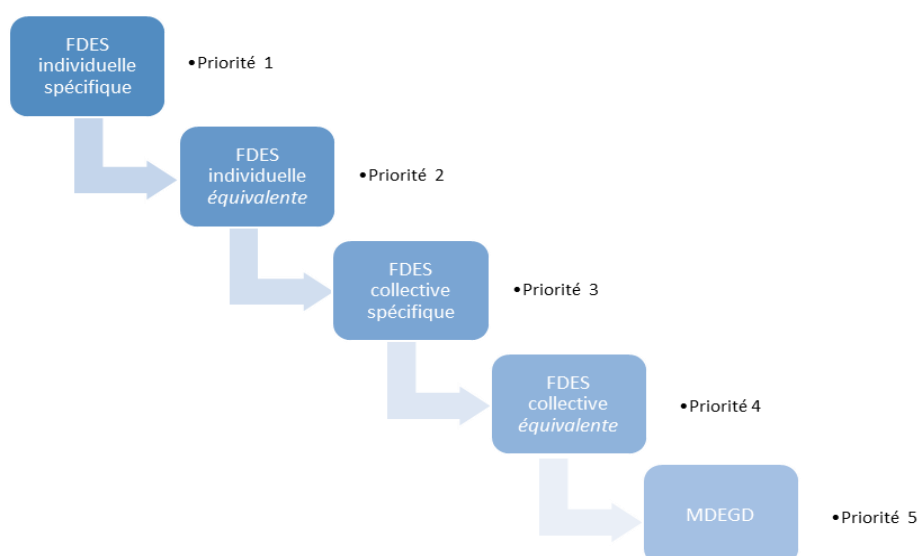 FDES
individuelle
spécifique
•Priorité 1
FDES
individuelle
équivalente
•Priorité 2
FDES
collective
spécifique
•Priorité 3
FDES
collective
équivalente
•Priorité 4
MDEGD
•Priorité 5